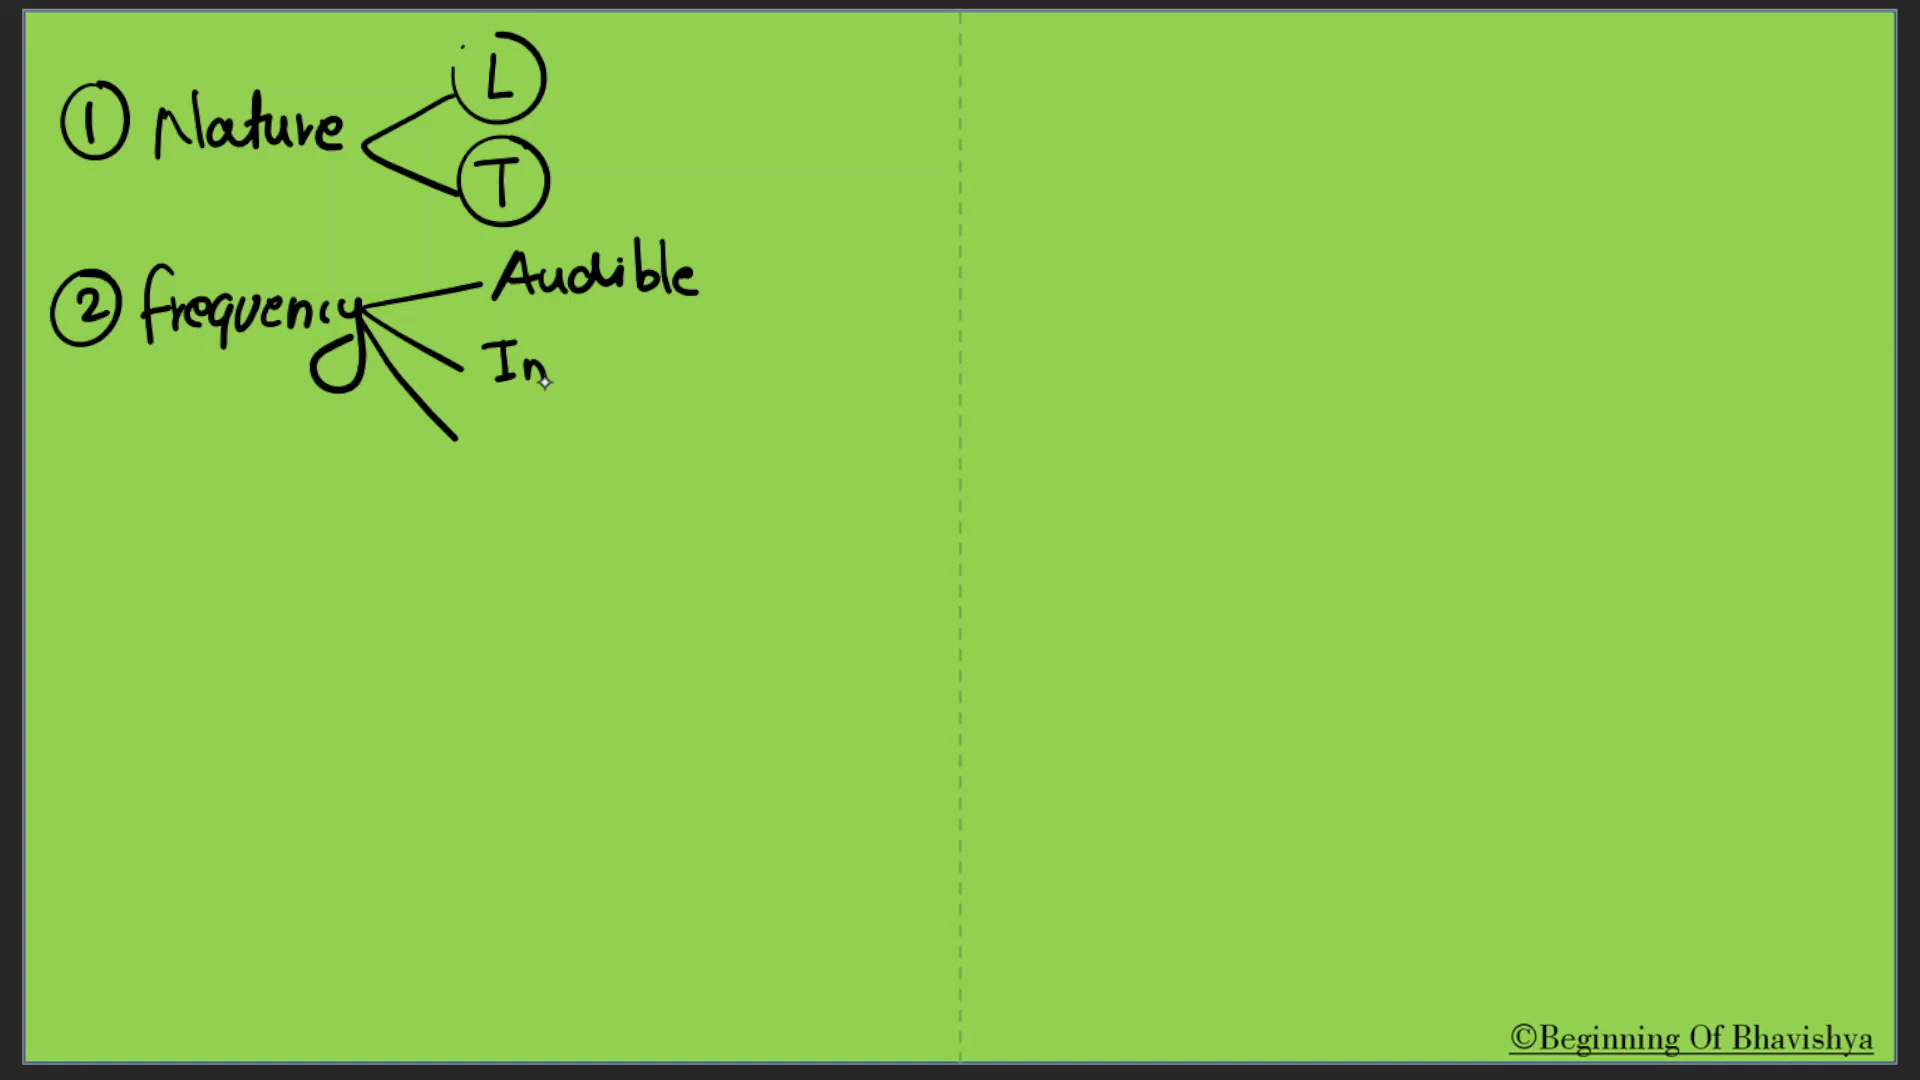 ① Nature
L
T
② frequency
Audible
In
©Beginning Of Bhavishya